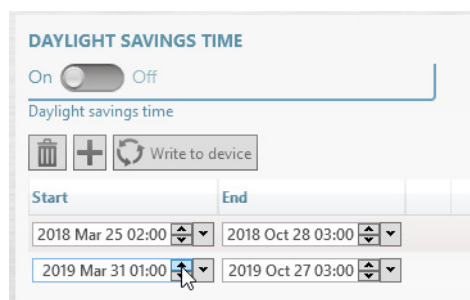 DAYLIGHT SAVINGS TIME
On Off
Daylight savings time
Write to device
Start End
2018 Mar 25 02:00 2018 Oct 28 03:00
2019 Mar 31 01:00 2019 Oct 27 03:00